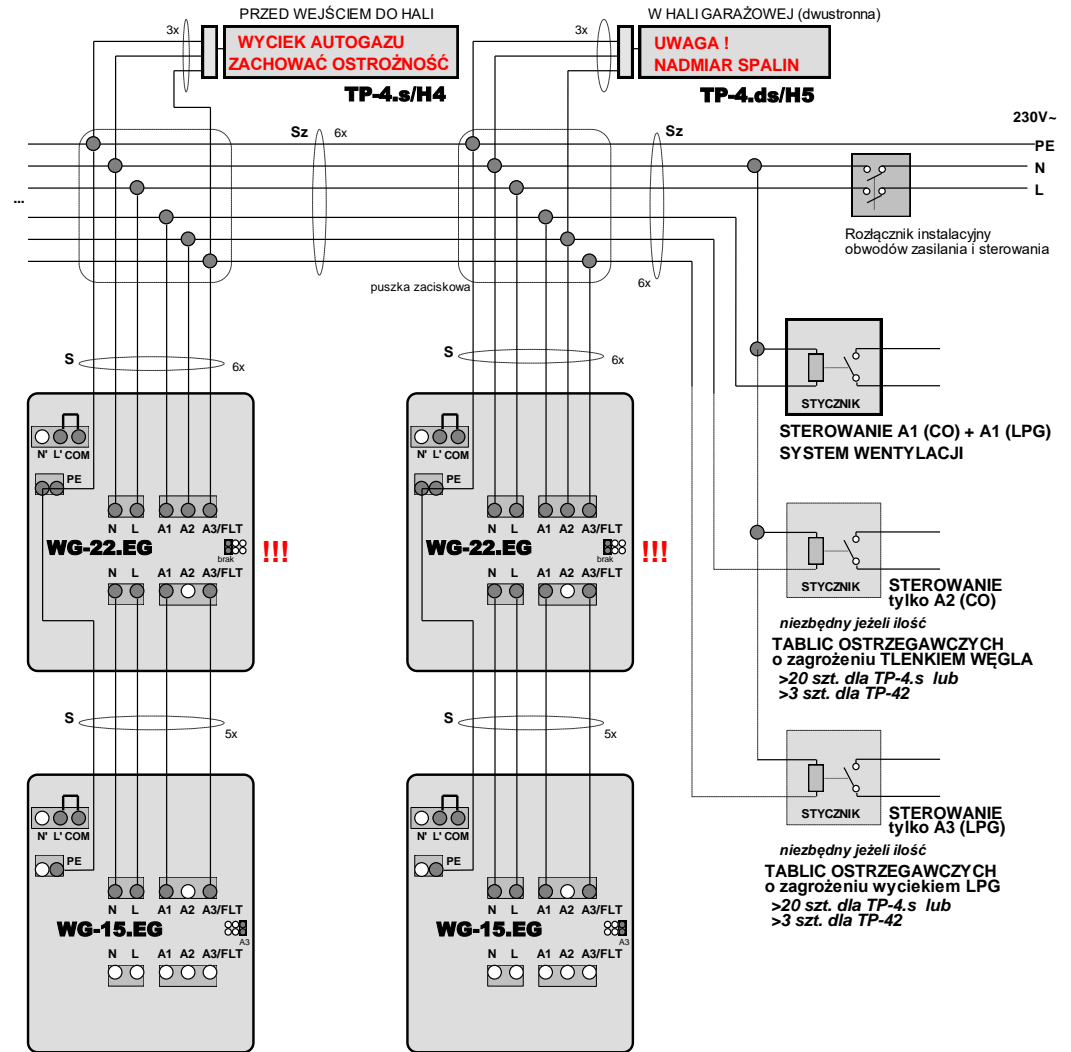 PRZED WEJŚCIEM DO HALI
3x
WYCIEK AUTOGAZU
ZACHOWAĆ OSTROŻNOŚĆ
TP-4.s/H4
W HALI GARAŻOWEJ (dwustronna)
3x
UWAGA !
NADMIAR SPALIN
TP-4.ds/H5
230V~
PE
N
L
Sz 6x
Sz
6x
...
puszka zaciskowa
Rozłącznik instalacyjny
obwodów zasilania i sterowania
S
6x
S
6x
N' L' COM
PE
N L A1 A2 A3/FLT
WG-22.EG
brak
!!!
N L A1 A2 A3/FLT
N' L' COM
PE
N L A1 A2 A3/FLT
WG-22.EG
brak
!!!
N L A1 A2 A3/FLT
STYCZNIK
STEROWANIE A1 (CO) + A1 (LPG)
SYSTEM WENTYLACJI
STYCZNIK
STEROWANIE
tylko A2 (CO)
niezbędny jeżeli ilość
TABLIC OSTRZEGAWCZYCH
o zagrożeniu TLENKIEM WĘGLA
>20 szt. dla TP-4.s lub
>3 szt. dla TP-42
S
5x
S
5x
N' L' COM
PE
N L A1 A2 A3/FLT
WG-15.EG
A3
N L A1 A2 A3/FLT
N' L' COM
PE
N L A1 A2 A3/FLT
WG-15.EG
A3
N L A1 A2 A3/FLT
STYCZNIK
STEROWANIE
tylko A3 (LPG)
niezbędny jeżeli ilość
TABLIC OSTRZEGAWCZYCH
o zagrożeniu wyciekiem LPG
>20 szt. dla TP-4.s lub
>3 szt. dla TP-42